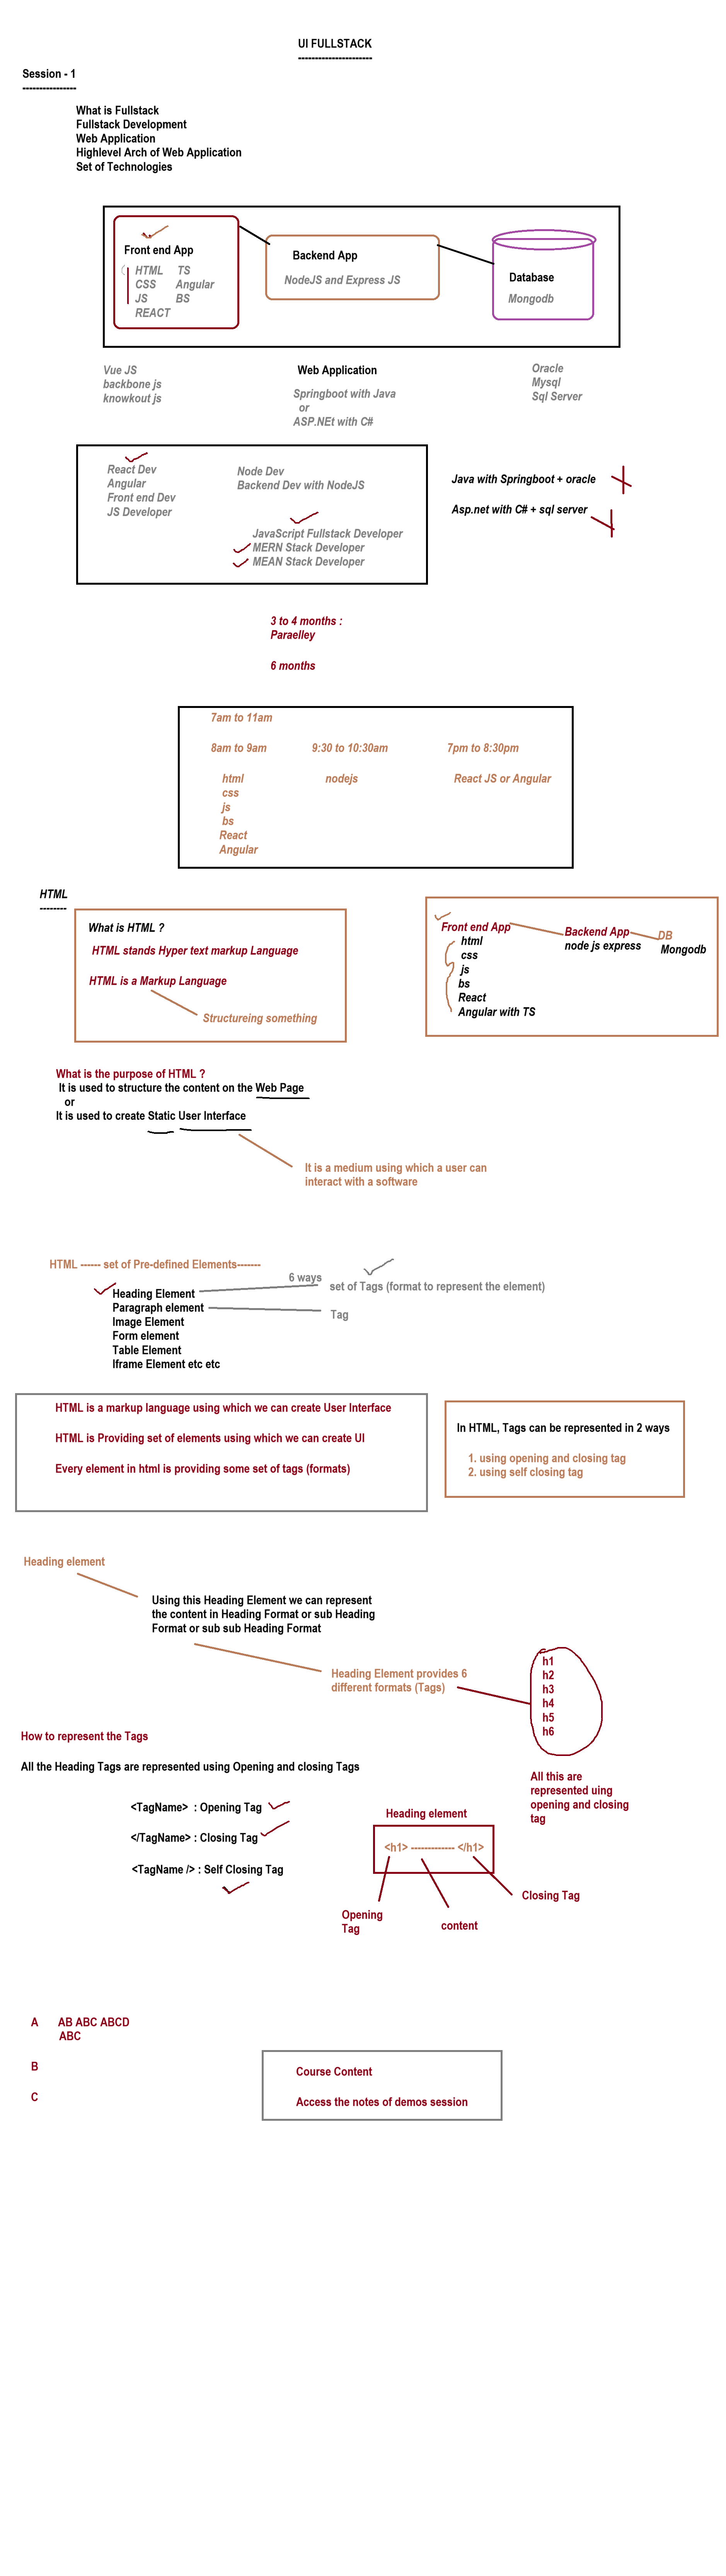 UI FULLSTACK
----------------------
Session - 1
----------------
What is Fullstack
Fullstack Development
Web Application
Highlevel Arch of Web Application
Set of Technologies
Front end App
HTML TS
CSS Angular
JS BS
REACT
Backend App
NodeJS and Express JS
Database
Mongodb
Vue JS
backbone js
knowkout js
Web Application
Springboot with Java
or
ASP.NEt with C#
Oracle
Mysql
Sql Server
React Dev
Angular
Front end Dev
JS Developer
Node Dev
Backend Dev with NodeJS
JavaScript Fullstack Developer
MERN Stack Developer
MEAN Stack Developer
Java with Springboot + oracle
Asp.net with C# + sql server
3 to 4 months :
Paraelley
6 months
7am to 11am
8am to 9am 9:30 to 10:30am 7pm to 8:30pm
html nodejs React JS or Angular
css
js
bs
React
Angular
HTML
--------
What is HTML ?
HTML stands Hyper text markup Language
HTML is a Markup Language
Structureing something
Front end App
html
css
js
bs
React
Angular with TS
Backend App
node js express
DB
Mongodb
What is the purpose of HTML ?
It is used to structure the content on the Web Page
or
It is used to create Static User Interface
It is a medium using which a user can
interact with a software
HTML ------ set of Pre-defined Elements-------
6 ways
set of Tags (format to represent the element)
Heading Element
Paragraph element
Tag
Image Element
Form element
Table Element
Iframe Element etc etc
HTML is a markup language using which we can create User Interface
HTML is Providing set of elements using which we can create UI
Every element in html is providing some set of tags (formats)
In HTML, Tags can be represented in 2 ways
1. using opening and closing tag
2. using self closing tag
Heading element
Using this Heading Element we can represent
the content in Heading Format or sub Heading
Format or sub sub Heading Format
Heading Element provides 6
different formats (Tags)
h1
h2
h3
h4
h5
h6
How to represent the Tags
All the Heading Tags are represented using Opening and closing Tags
All this are
represented uing
opening and closing
tag
<TagName> : Opening Tag
</TagName> : Closing Tag
<TagName /> : Self Closing Tag
Heading element
<h1> ------------- </h1>
Opening
Tag
content
Closing Tag
A AB ABC ABCD
ABC
B
C
Course Content
Access the notes of demos session